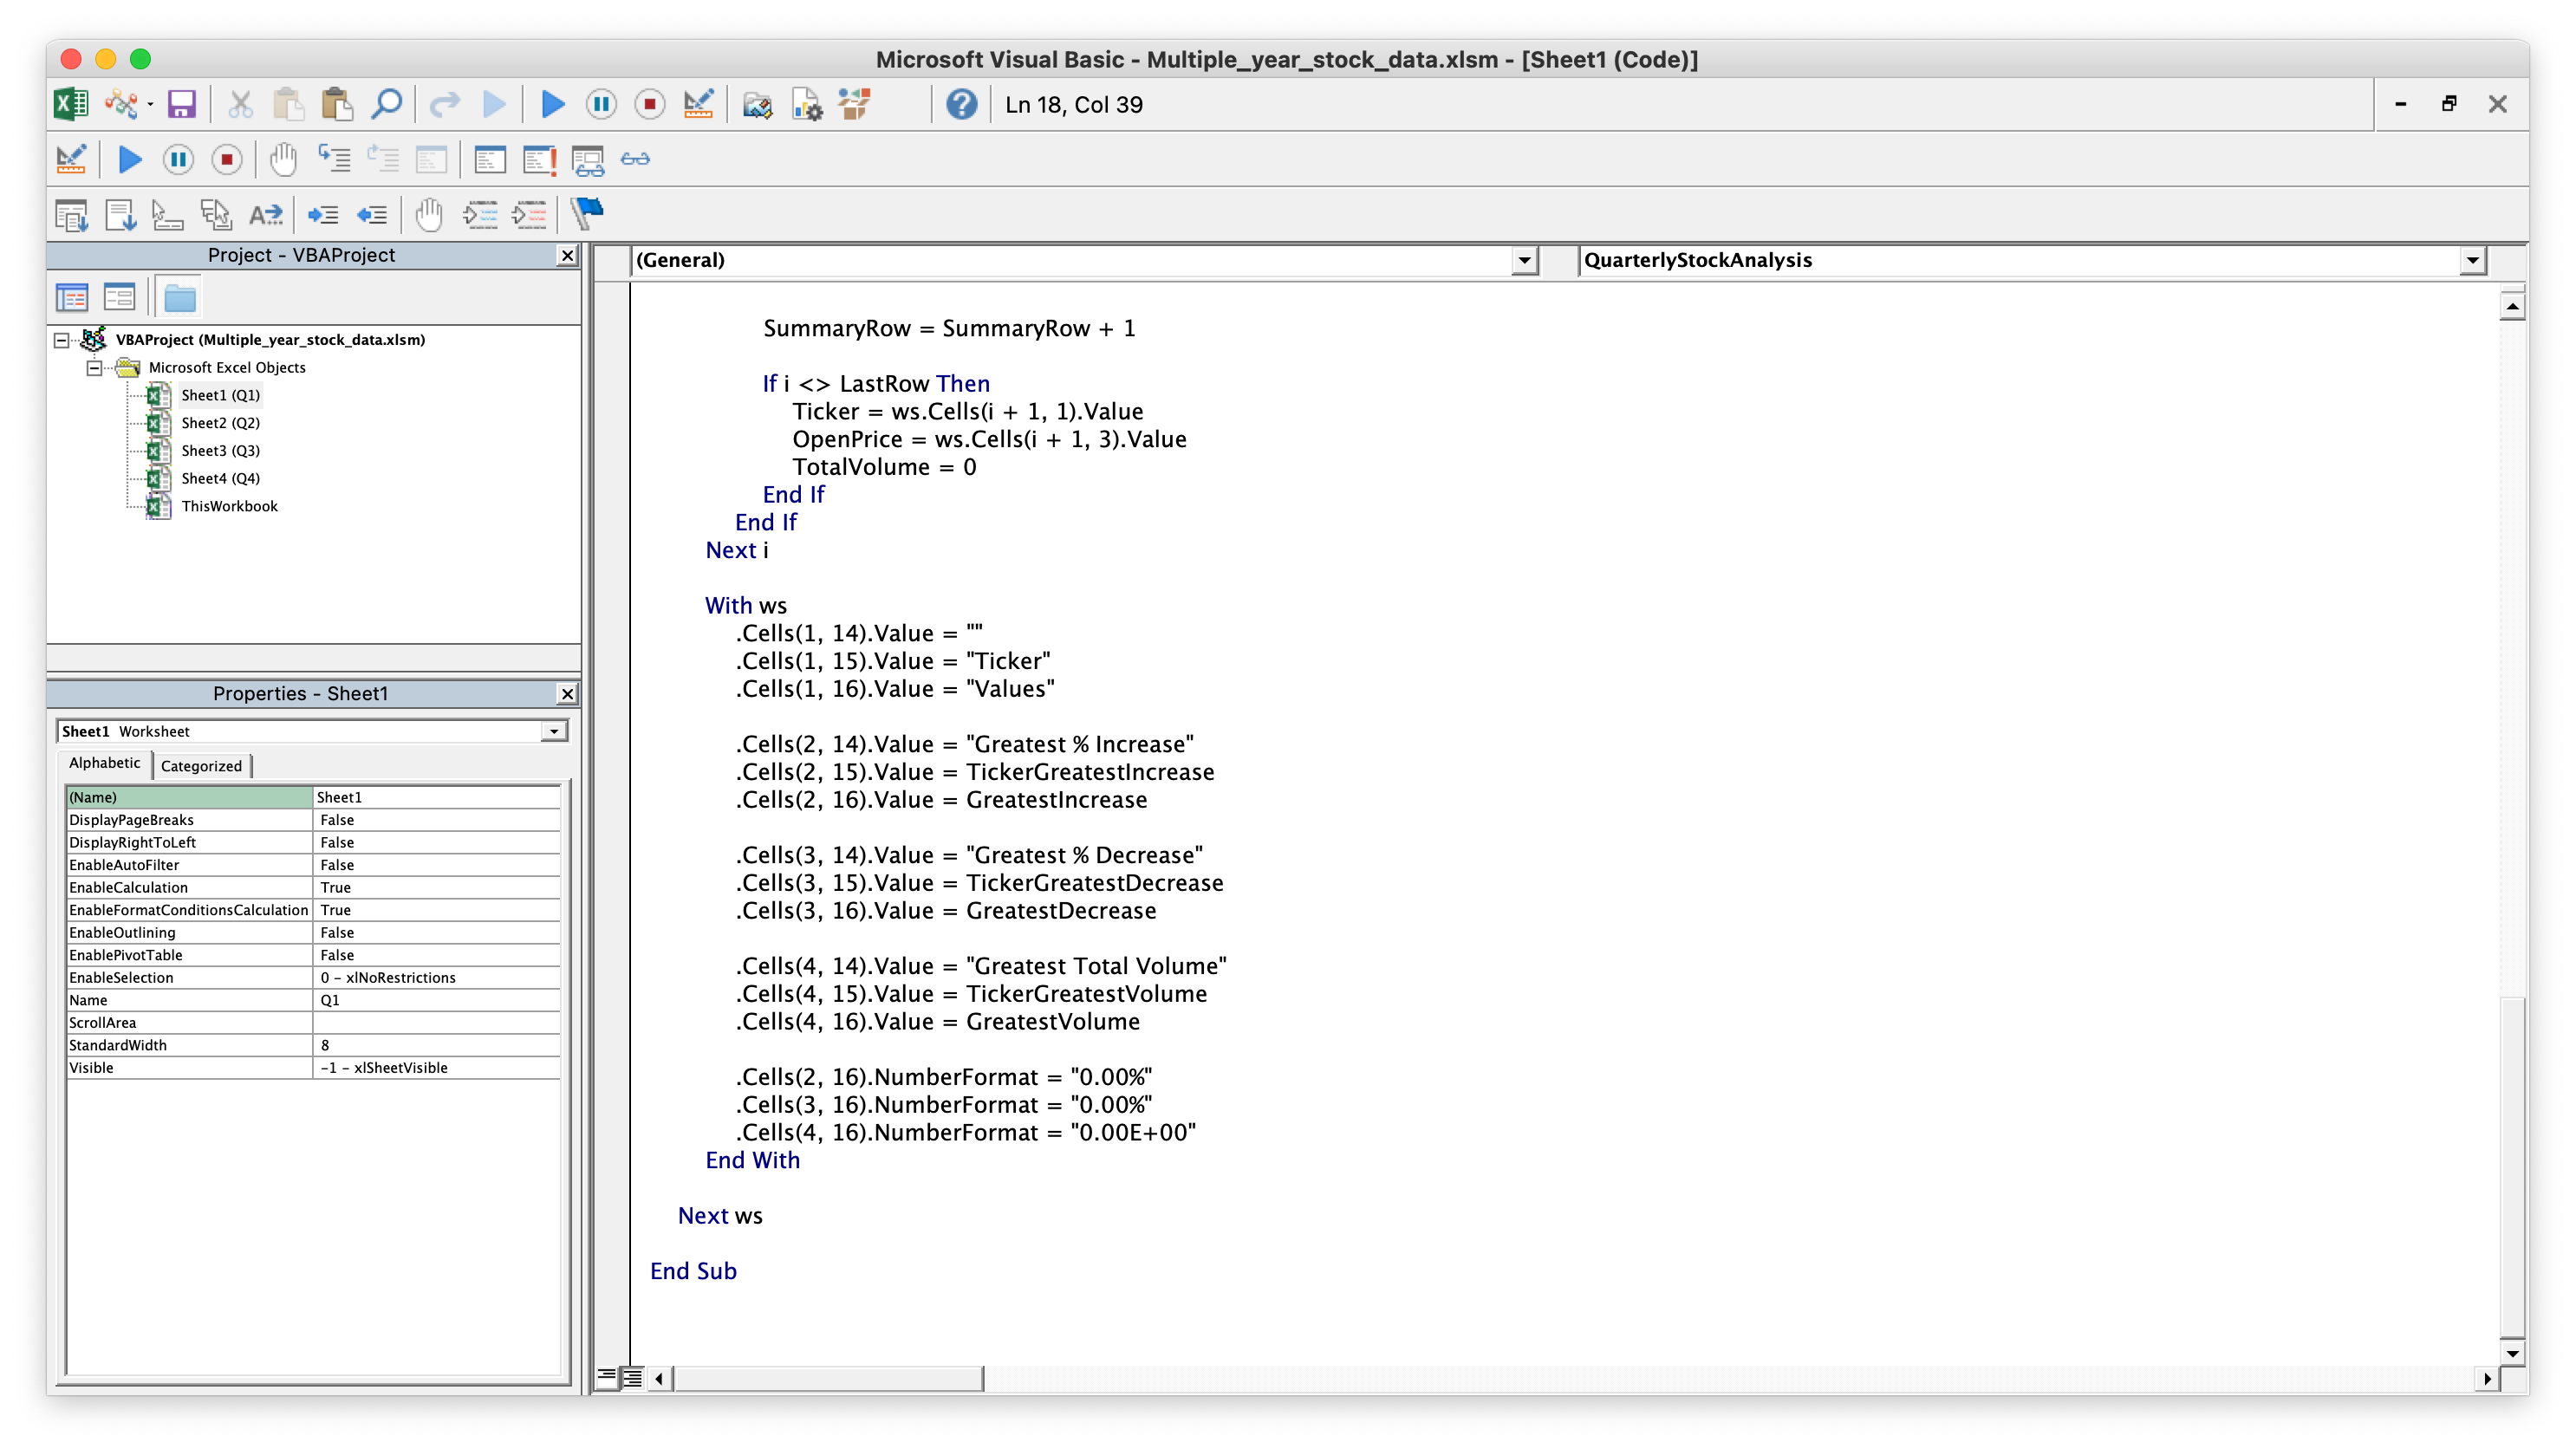 Microsoft Visual Basic - Multiple_year_stock_data.xlsm - [Sheet1 (Code)]
Ln 18, Col 39
Project - VBAProject
VBAProject (Multiple_year_stock_data.xlsm)
Microsoft Excel Objects
Sheet1 (Q1)
Sheet2 (Q2)
Sheet3 (Q3)
Sheet4 (Q4)
ThisWorkbook
Properties - Sheet1
Sheet1 Worksheet
Alphabetic Categorized
(Name) Sheet1
DisplayPageBreaks False
DisplayRightToLeft False
EnableAutoFilter False
EnableCalculation True
EnableFormatConditionsCalculation True
EnableOutlining False
EnablePivotTable False
EnableSelection 0 - xlNoRestrictions
Name Q1
ScrollArea
StandardWidth 8
Visible -1 - xlSheetVisible
(General) QuarterlyStockAnalysis
SummaryRow = SummaryRow + 1
If i <> LastRow Then
Ticker = ws.Cells(i + 1, 1).Value
OpenPrice = ws.Cells(i + 1, 3).Value
TotalVolume = 0
End If
End If
Next i
With ws
.Cells(1, 14).Value = ""
.Cells(1, 15).Value = "Ticker"
.Cells(1, 16).Value = "Values"
.Cells(2, 14).Value = "Greatest % Increase"
.Cells(2, 15).Value = TickerGreatestIncrease
.Cells(2, 16).Value = GreatestIncrease
.Cells(3, 14).Value = "Greatest % Decrease"
.Cells(3, 15).Value = TickerGreatestDecrease
.Cells(3, 16).Value = GreatestDecrease
.Cells(4, 14).Value = "Greatest Total Volume"
.Cells(4, 15).Value = TickerGreatestVolume
.Cells(4, 16).Value = GreatestVolume
.Cells(2, 16).NumberFormat = "0.00%"
.Cells(3, 16).NumberFormat = "0.00%"
.Cells(4, 16).NumberFormat = "0.00E+00"
End With
Next ws
End Sub